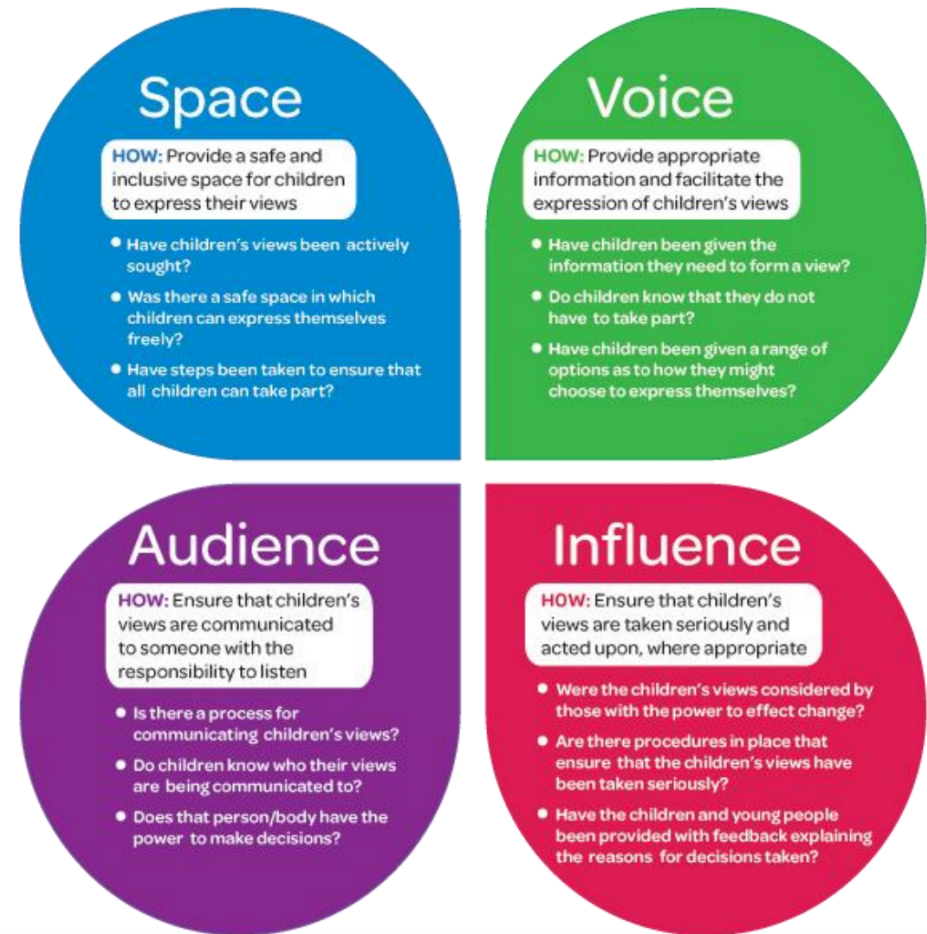 Space
HOW: Provide a safe and
inclusive space for children
to express their views
• Have children's views been actively
sought?
• Was there a safe space in which
children can express themselves
freely?
• Have steps been taken to ensure that
all children can take part?
Voice
HOW: Provide appropriate
information and facilitate the
expression of children's views
• Have children been given the
information they need to form a view?
• Do children know that they do not
have to take part?
• Have children been given a range of
options as to how they might
choose to express themselves?
Audience
HOW: Ensure that children's
views are communicated
to someone with the
responsibility to listen
• Is there a process for
communicating children's views?
• Do children know who their views
are being communicated to?
• Does that person/body have the
power to make decisions?
Influence
HOW: Ensure that children's
views are taken seriously and
acted upon, where appropriate
• Were the children's views considered by
those with the power to effect change?
• Are there procedures in place that
ensure that the children's views have
been taken seriously?
• Have the children and young people
been provided with feedback explaining
the reasons for decisions taken?